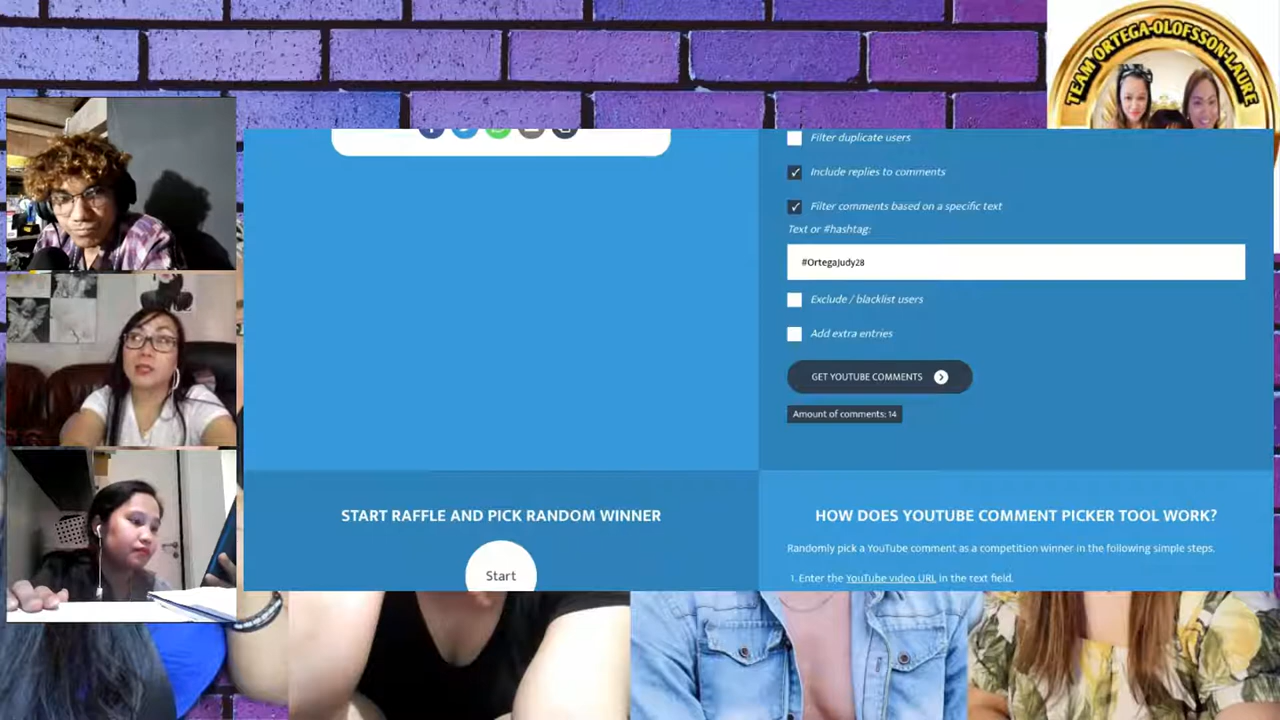 TEAM ORTEGA-OLOFSSON-LAURE
Filter duplicate users
Include replies to comments
Filter comments based on a specific text
Text or #hashtag:
#OrtegaJudy28
Exclude / blacklist users
Add extra entries
GET YOUTUBE COMMENTS
Amount of comments: 14
START RAFFLE AND PICK RANDOM WINNER
Start
HOW DOES YOUTUBE COMMENT PICKER TOOL WORK?
Randomly pick a YouTube comment as a competition winner in the following simple steps.
1. Enter the YouTube video URL in the text field.